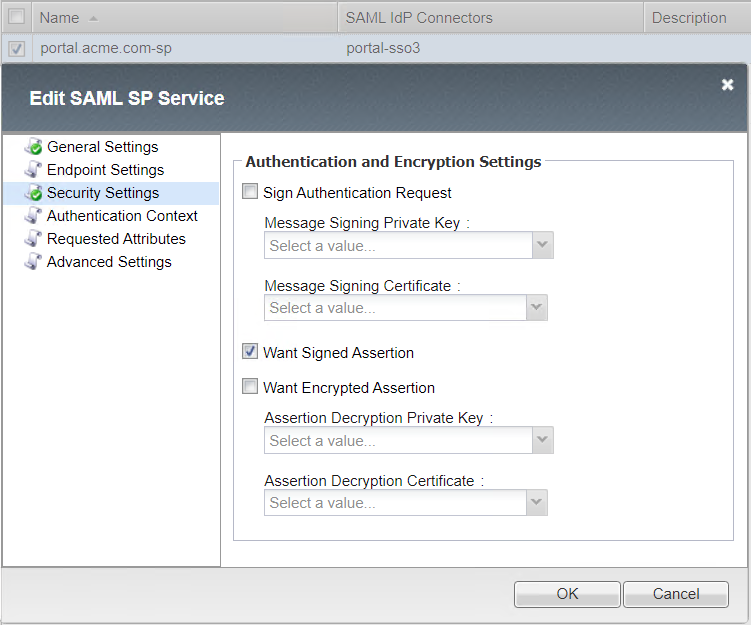 Name SAML IdP Connectors Description
portal.acme.com-sp portal-sso3
Edit SAML SP Service
General Settings
Endpoint Settings
Security Settings
Authentication Context
Requested Attributes
Advanced Settings
Authentication and Encryption Settings
Sign Authentication Request
Message Signing Private Key :
Select a value...
Message Signing Certificate :
Select a value...
Want Signed Assertion
Want Encrypted Assertion
Assertion Decryption Private Key :
Select a value...
Assertion Decryption Certificate :
Select a value...
OK Cancel